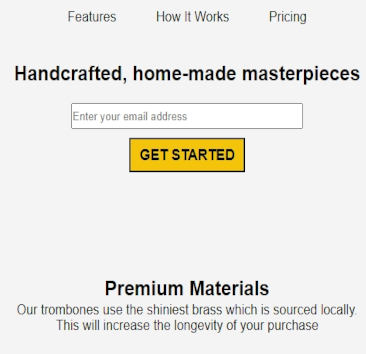 Features How It Works Pricing
Handcrafted, home-made masterpieces
Enter your email address
GET STARTED
Premium Materials
Our trombones use the shiniest brass which is sourced locally.
This will increase the longevity of your purchase